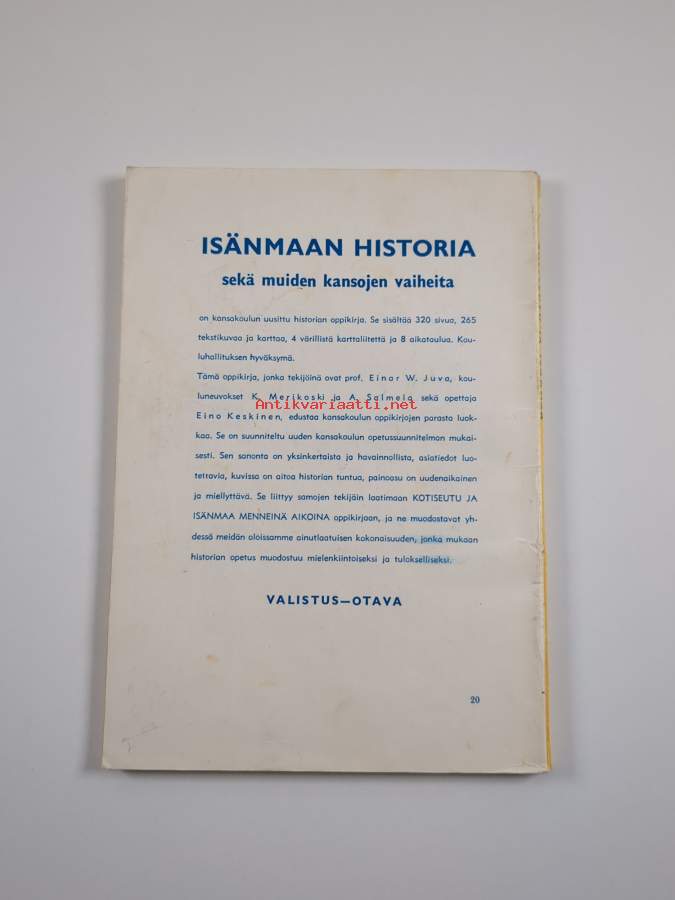 ISÄNMAAN HISTORIA
sekä muiden kansojen vaiheita
on kansakoulun uusittu historian oppikirja. Se sisältää 320 sivua, 265
tekstikuvaa ja karttaa, 4 värillistä karttaliitettä ja 8 aikataulua. Kou-
luhallituksen hyväksymä.
Tämä oppikirja, jonka tekijöinä ovat prof. Einar W. Juva, kou-
luneuvokset K. Merikoski ja A. Salmela sekä opettaja
Antikvariaatti.net
Eino Keskinen, edustaa kansakoulun oppikirjojen parasta luok-
kaa. Se on suunniteltu uuden kansakoulun opetussuunnitelman mukai-
sesti. Sen sanonta on yksinkertaista ja havainnollista, asiatiedot luo-
tettavia, kuvissa on aitoa historian tuntua, painoasu on uudenaikainen
ja miellyttävä. Se liittyy samojen tekijäin laatimaan KOTISEUTU JA
ISÄNMAA MENNEINÄ AIKOINA oppikirjaan, ja ne muodostavat yh-
dessä meidän oloissamme ainutlaatuisen kokonaisuuden, jonka mukaan
historian opetus muodostuu mielenkiintoiseksi ja tulokselliseksi.
VALISTUS—OTAVA
20